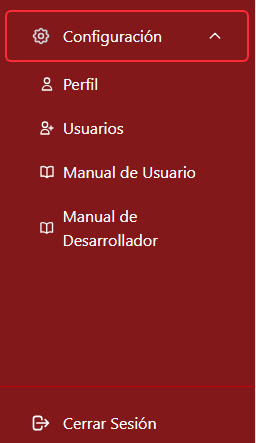 Configuración
Perfil
Usuarios
Manual de Usuario
Manual de
Desarrollador
Cerrar Sesión